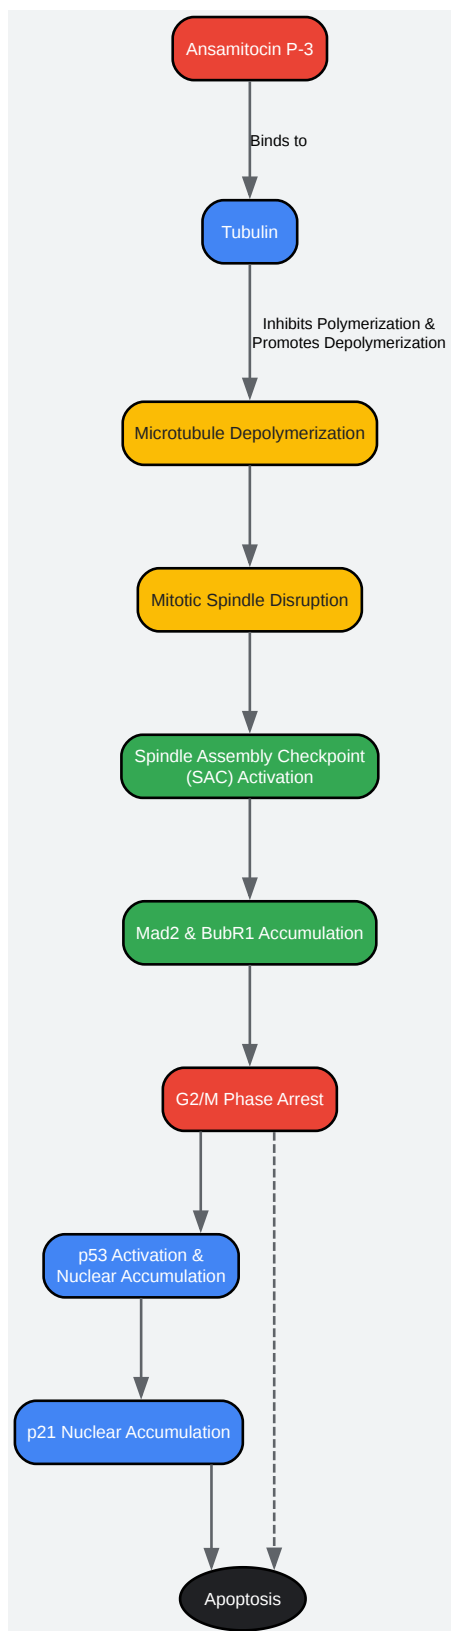 Ansamitocin P-3
Binds to
Tubulin
Inhibits Polymerization &
Promotes Depolymerization
Microtubule Depolymerization
Mitotic Spindle Disruption
Spindle Assembly Checkpoint
(SAC) Activation
Mad2 & BubR1 Accumulation
G2/M Phase Arrest
p53 Activation &
Nuclear Accumulation
p21 Nuclear Accumulation
Apoptosis